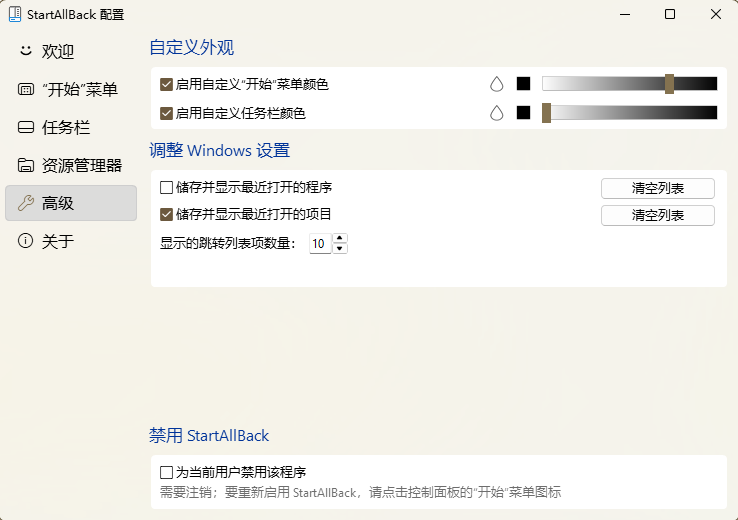 StartAllBack 配置
欢迎
“开始”菜单
任务栏
资源管理器
高级
关于
自定义外观
启用自定义“开始”菜单颜色
启用自定义任务栏颜色
调整 Windows 设置
储存并显示最近打开的程序
清空列表
储存并显示最近打开的项目
清空列表
显示的跳转列表项数量： 10
禁用 StartAllBack
为当前用户禁用该程序
需要注销；要重新启用 StartAllBack，请点击控制面板的“开始”菜单图标